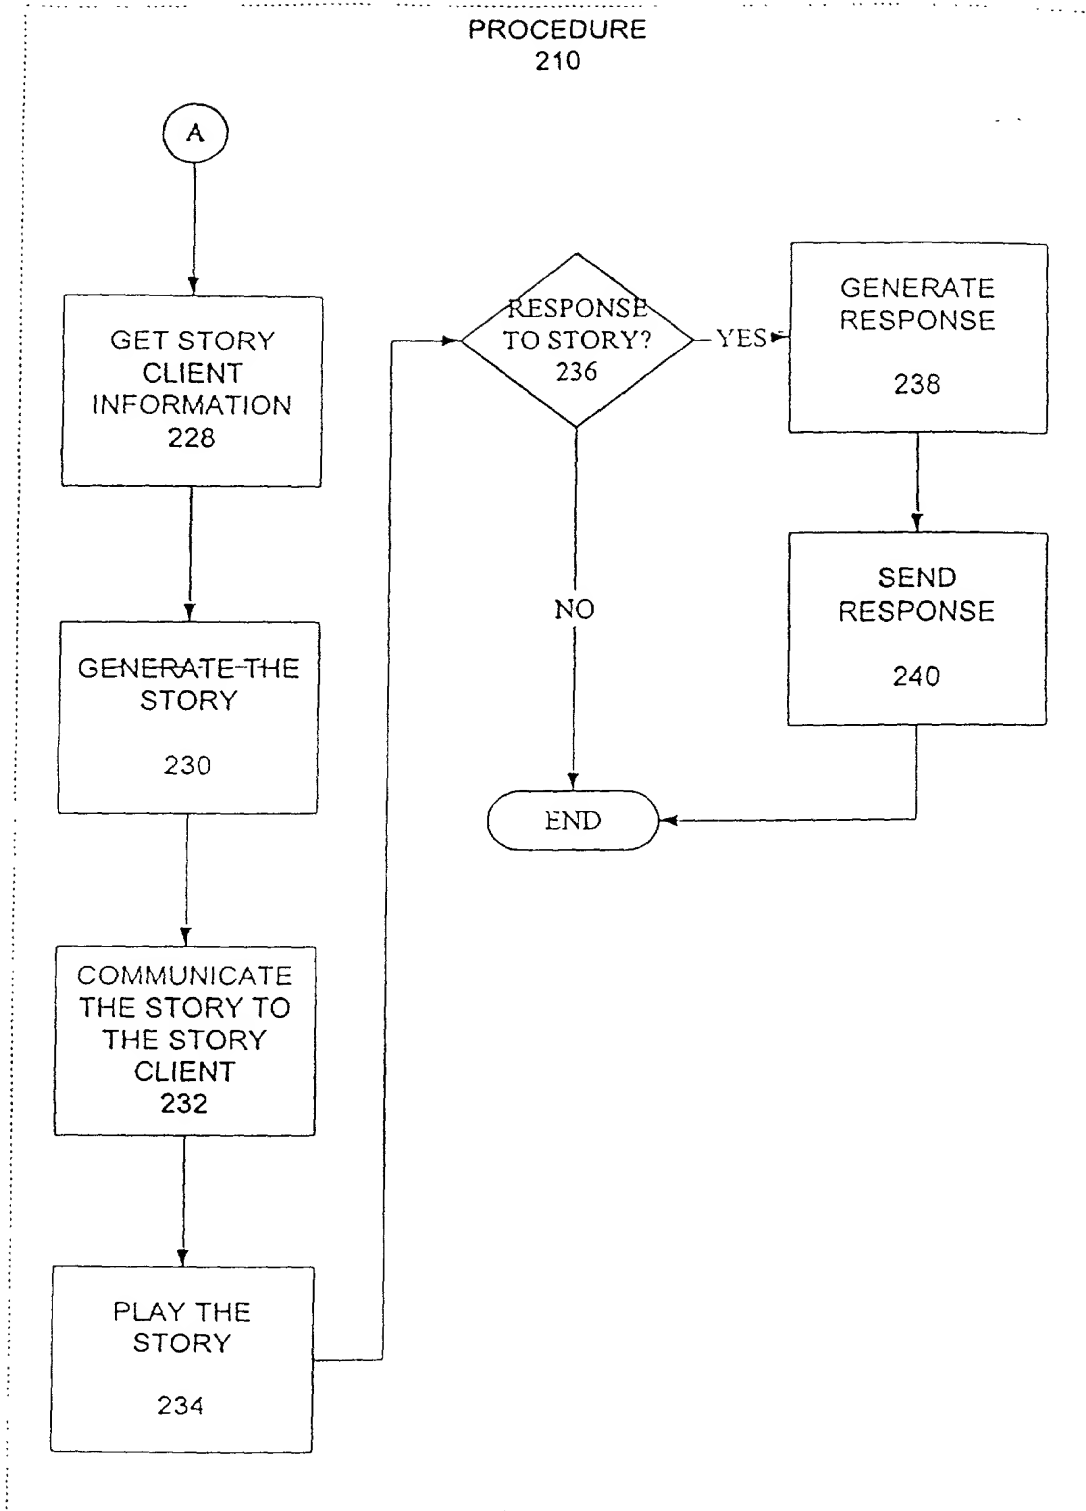 PROCEDURE
210
A
GET STORY
CLIENT
INFORMATION
228
GENERATE THE
STORY
230
COMMUNICATE
THE STORY TO
THE STORY
CLIENT
232
PLAY THE
STORY
234
RESPONSE
TO STORY?
236
YES
NO
GENERATE
RESPONSE
238
SEND
RESPONSE
240
END